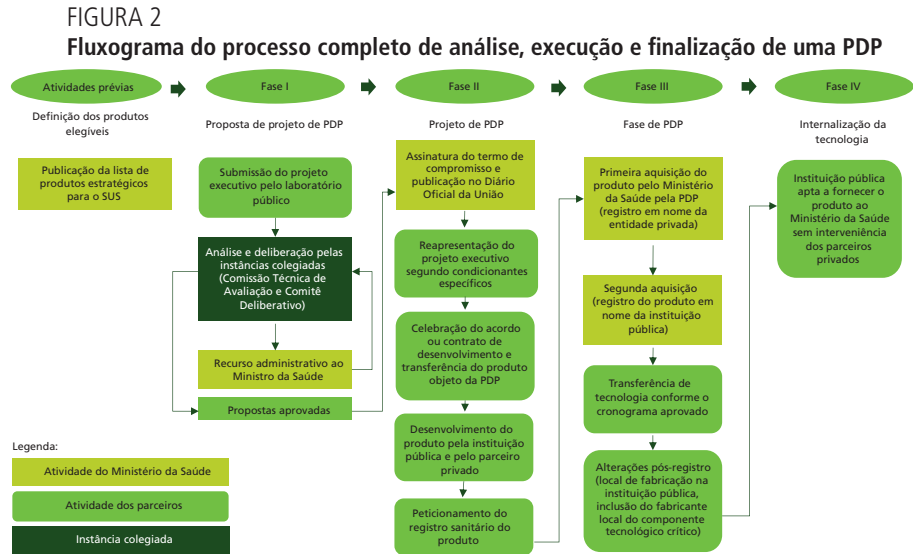 FIGURA 2
Fluxograma do processo completo de análise, execução e finalização de uma PDP
Atividades prévias
Fase I
Fase II
Fase III
Fase IV
Definição dos produtos
elegíveis
Proposta de projeto de PDP
Projeto de PDP
Fase de PDP
Internalização da
tecnologia
Publicação da lista de
produtos estratégicos
para o SUS
Submissão do projeto
executivo pelo laboratório
público
Análise e deliberação pelas
instâncias colegiadas
(Comissão Técnica de
Avaliação e Comitê
Deliberativo)
Recurso administrativo ao
Ministro da Saúde
Propostas aprovadas
Assinatura do termo de
compromisso e
publicação no Diário
Oficial da União
Reapresentação do
projeto executivo
segundo condicionantes
específicos
Celebração do acordo
ou contrato de
desenvolvimento e
transferência do produto
objeto da PDP
Desenvolvimento do
produto pela instituição
pública e pelo parceiro
privado
Peticionamento do
registro sanitário do
produto
Primeira aquisição do
produto pelo Ministério
da Saúde pela PDP
(registro em nome da
entidade privada)
Segunda aquisição
(registro do produto em
nome da instituição
pública)
Transferência de
tecnologia conforme o
cronograma aprovado
Alterações pós-registro
(local de fabricação na
instituição pública,
inclusão do fabricante
local do componente
tecnológico crítico)
Instituição pública
apta a fornecer o
produto ao
Ministério da Saúde
sem interveniência
dos parceiros
privados
Legenda:
Atividade do Ministério da Saúde
Atividade dos parceiros
Instância colegiada